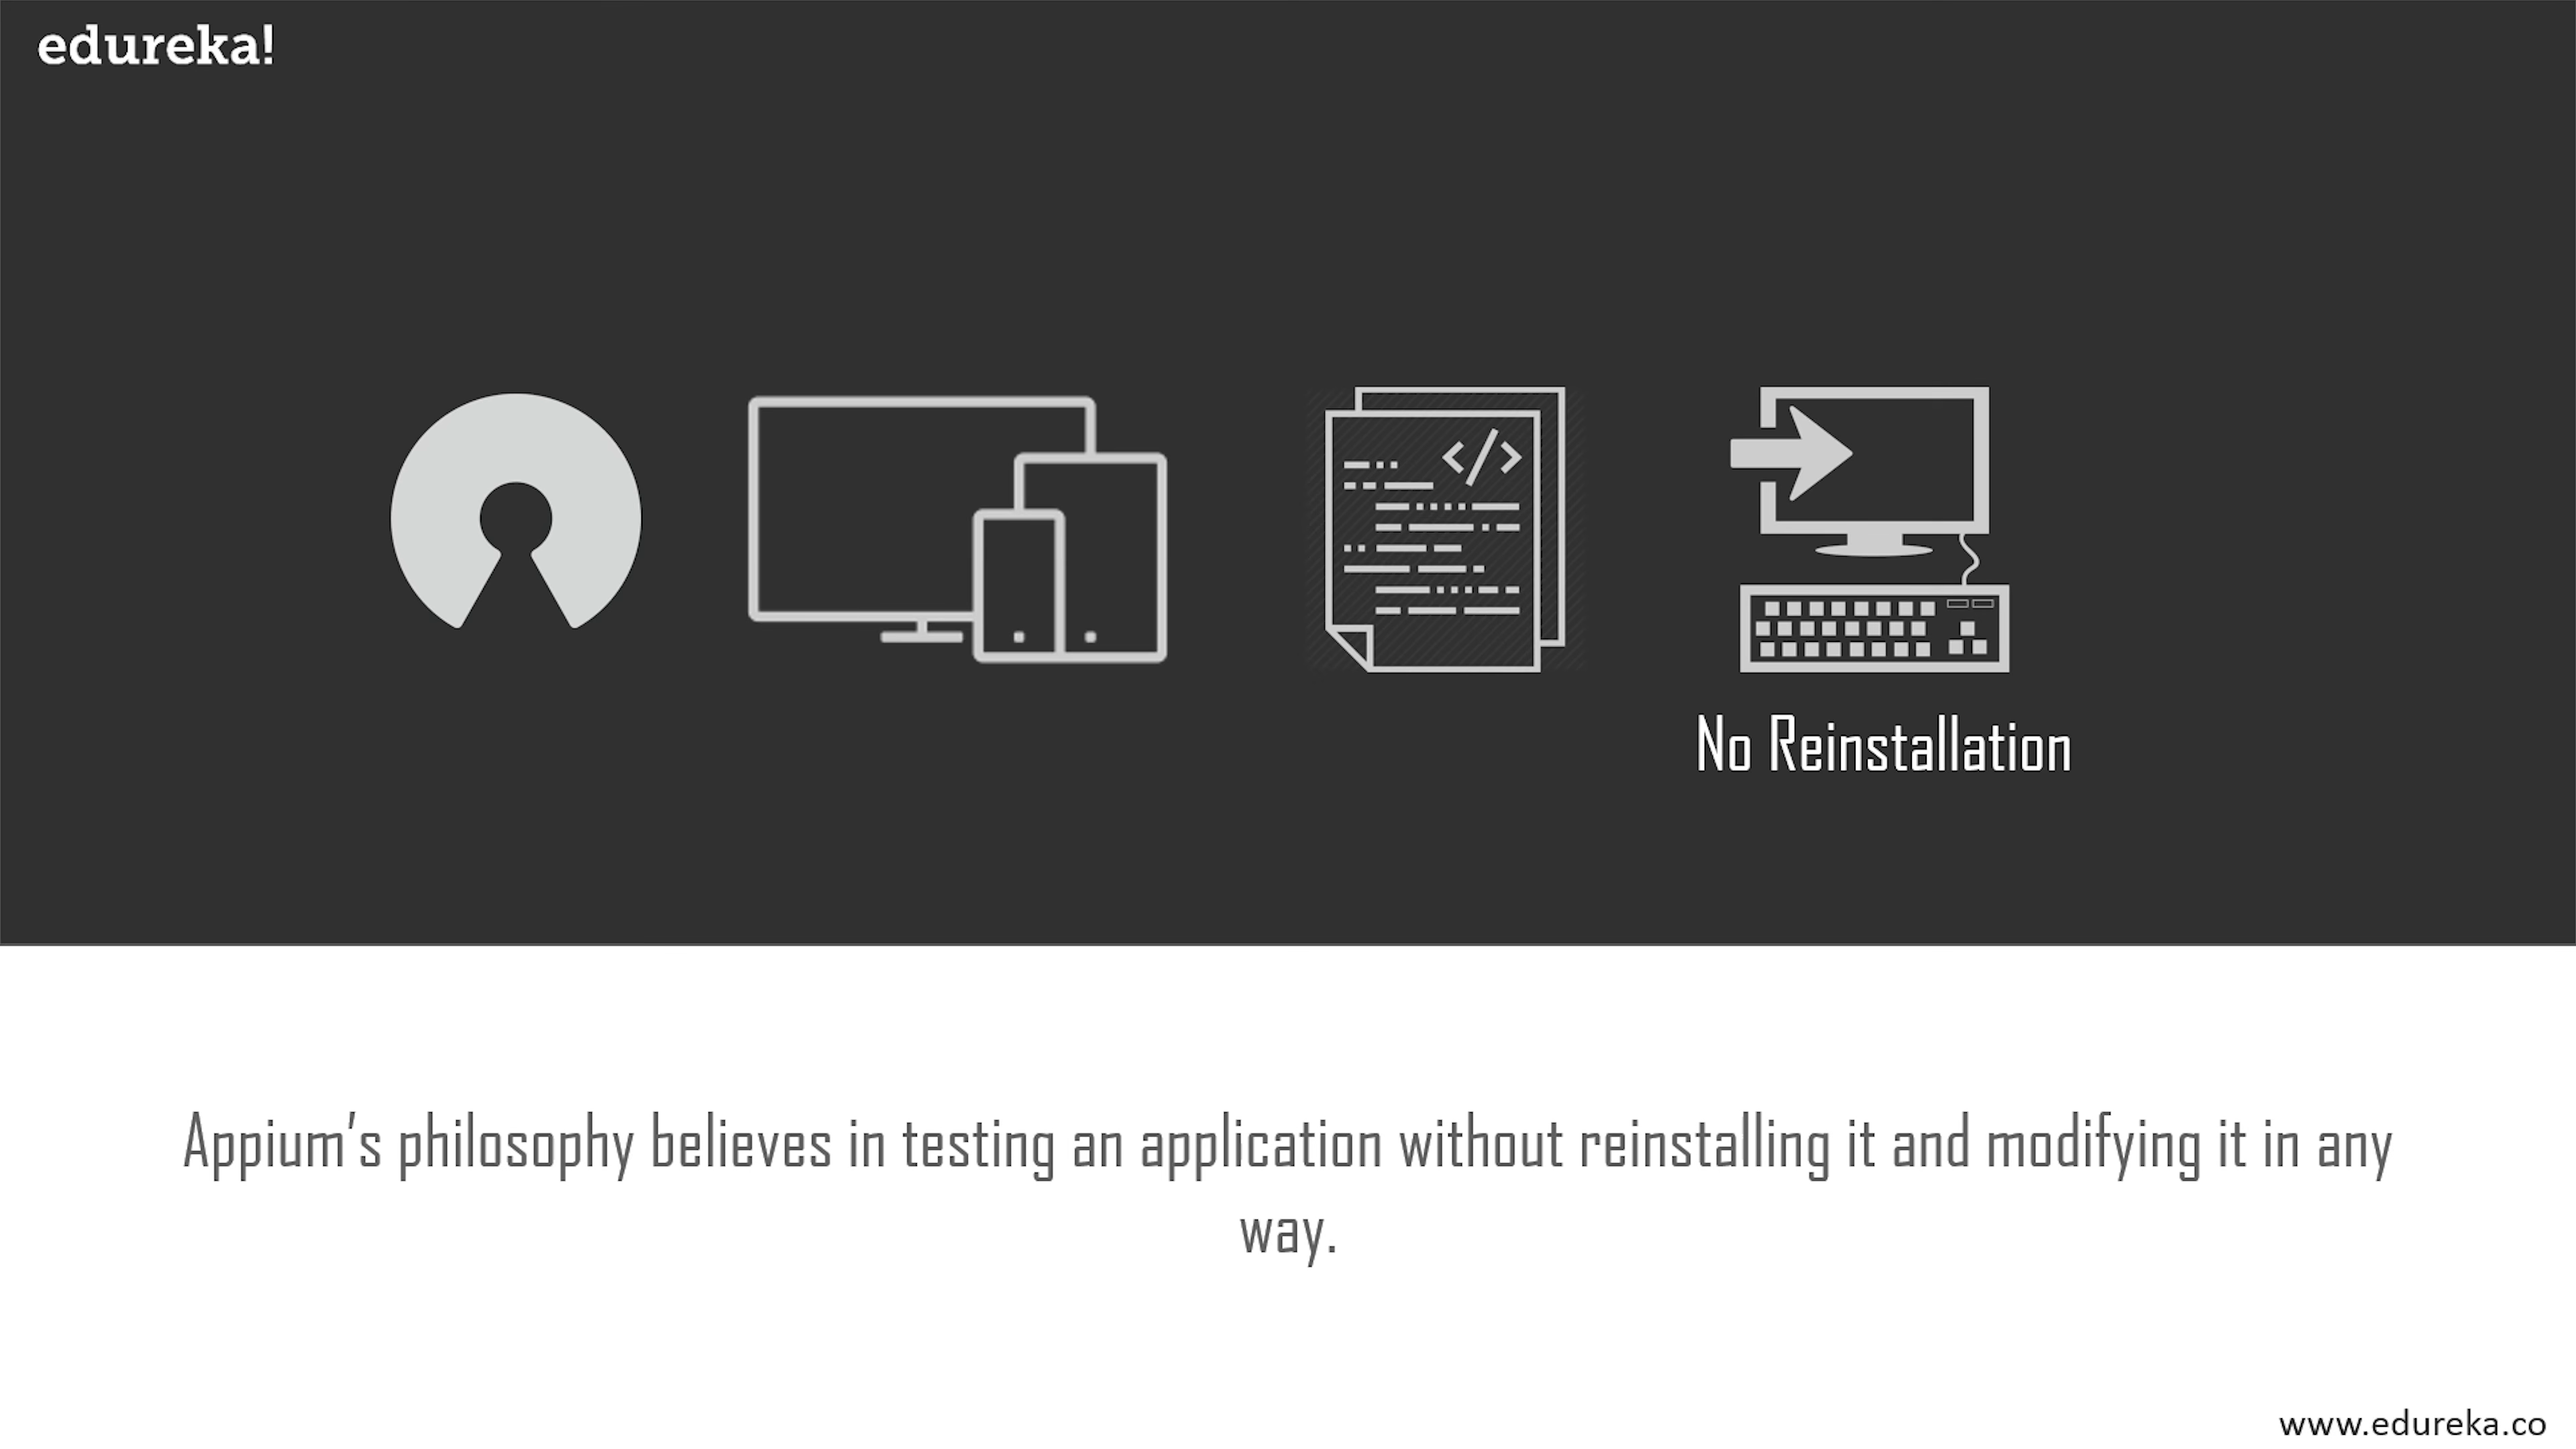 edureka!
</>
No Reinstallation
Appium’s philosophy believes in testing an application without reinstalling it and modifying it in any
way.
www.edureka.co